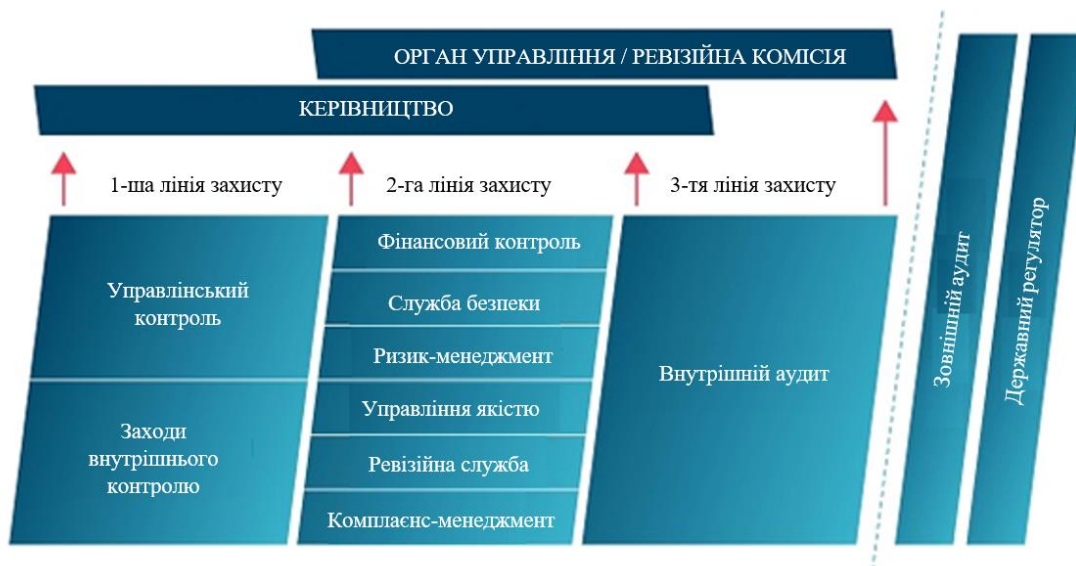 ОРГАН УПРАВЛІННЯ / РЕВІЗІЙНА КОМІСІЯ
КЕРІВНИЦТВО
1-ша лінія захисту
2-га лінія захисту
3-тя лінія захисту
Управлінський
контроль
Заходи
внутрішнього
контролю
Фінансовий контроль
Служба безпеки
Ризик-менеджмент
Управління якістю
Ревізійна служба
Комплаєнс-менеджмент
Внутрішній аудит
Зовнішній аудит
Державний регулятор